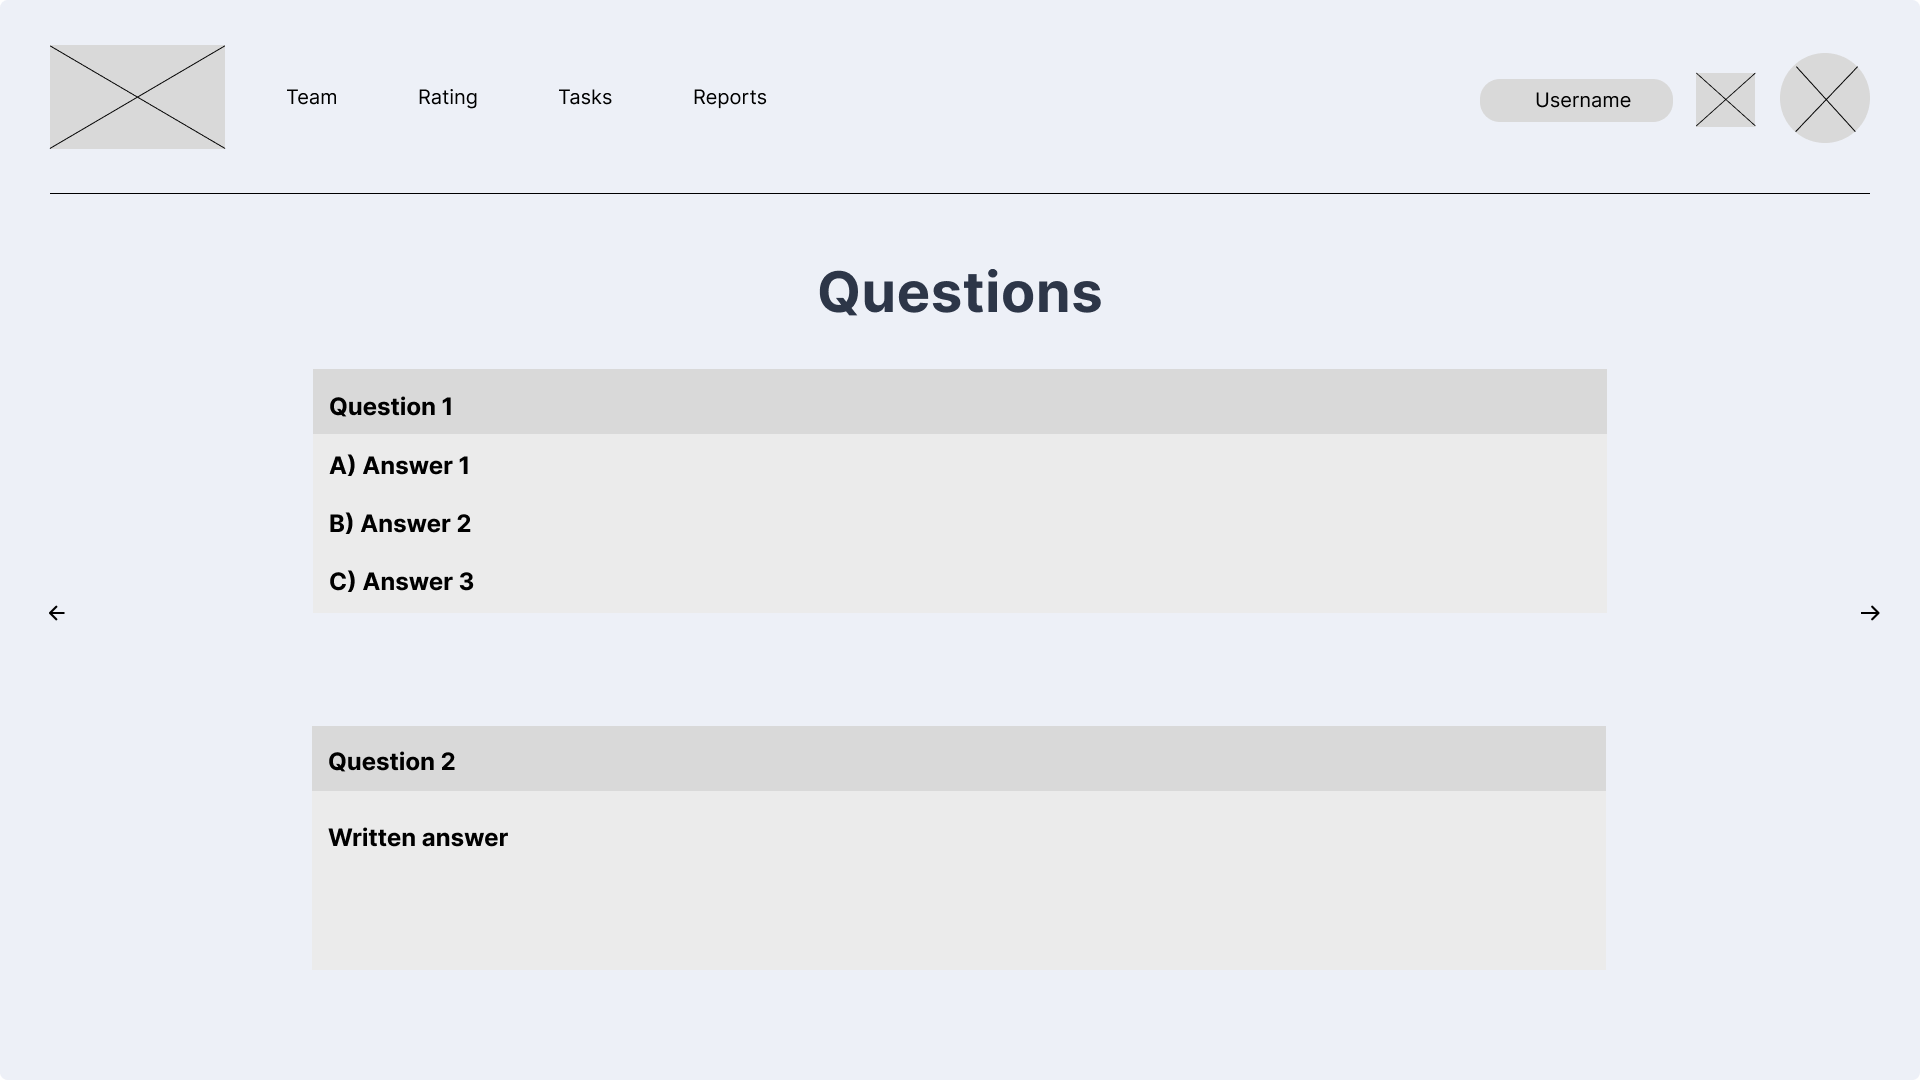 Team
Rating
Tasks
Reports
Username
Questions
Question 1
A) Answer 1
B) Answer 2
C) Answer 3
Question 2
Written answer